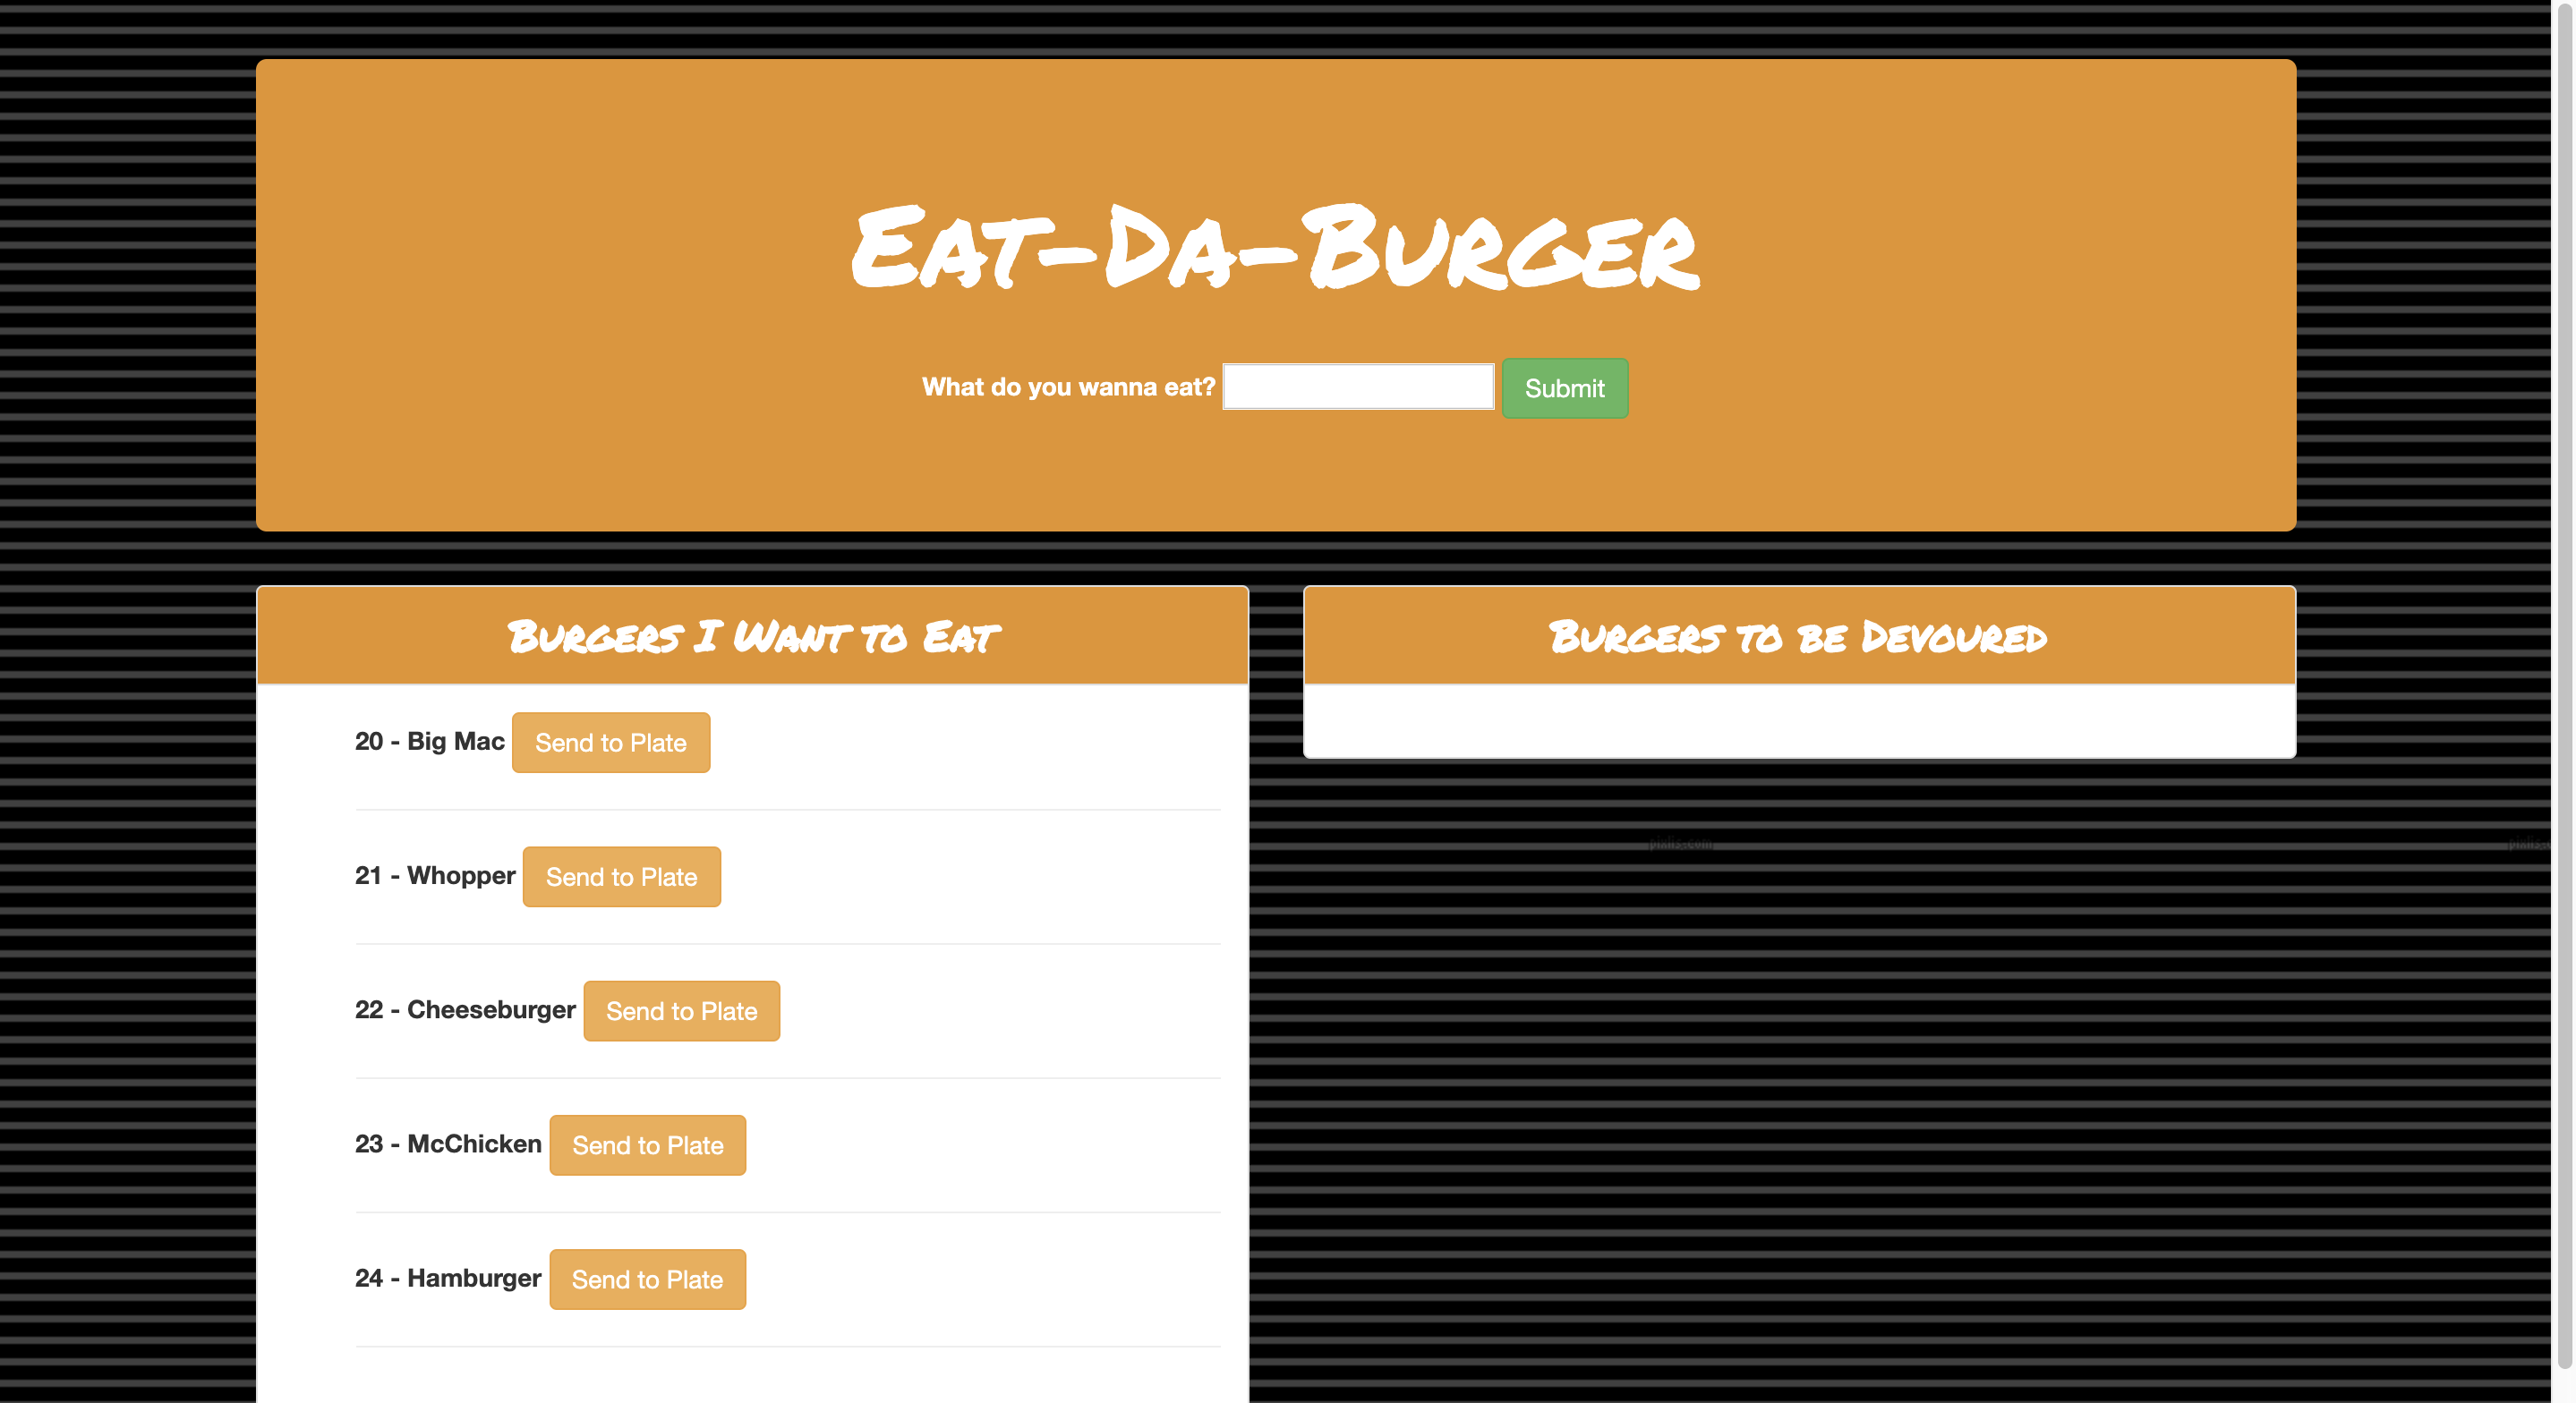 Eat-Da-Burger
What do you wanna eat? Submit
Burgers I Want to Eat
20 - Big Mac Send to Plate
21 - Whopper Send to Plate
22 - Cheeseburger Send to Plate
23 - McChicken Send to Plate
24 - Hamburger Send to Plate
Burgers to be Devoured